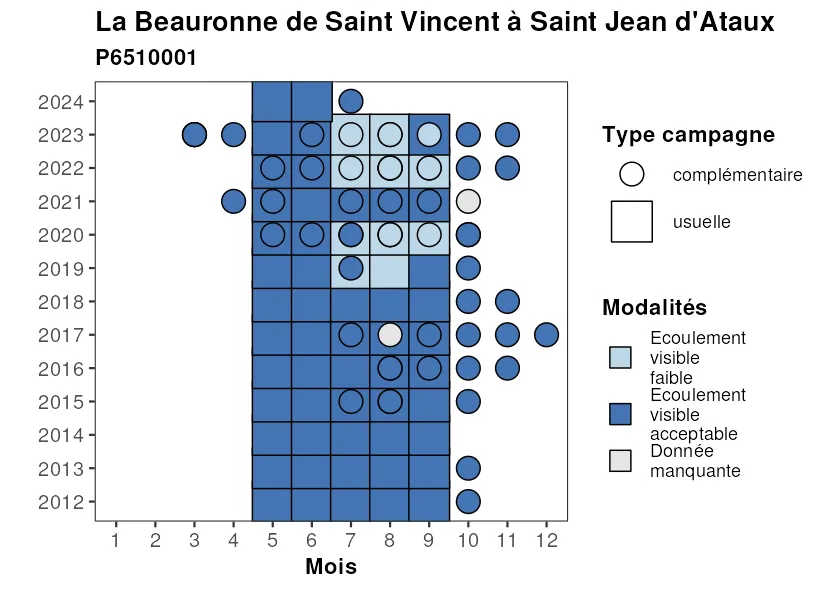 La Beauronne de Saint Vincent à Saint Jean d'Ataux
P6510001
2024
2023
2022
2021
2020
2019
2018
2017
2016
2015
2014
2013
2012
1 2 3 4 5 6 7 8 9 10 11 12
Mois
Type campagne
complémentaire
usuelle
Modalités
Ecoulement
visible
faible
Ecoulement
visible
acceptable
Donnée
manquante